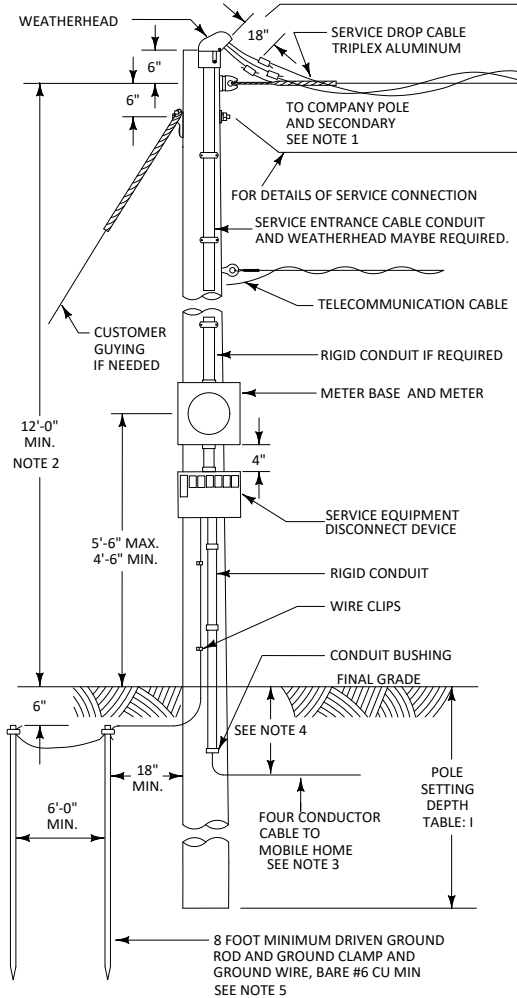 WEATHERHEAD
18"
SERVICE DROP CABLE
TRIPLEX ALUMINUM
6"
6"
TO COMPANY POLE
AND SECONDARY
SEE NOTE 1
FOR DETAILS OF SERVICE CONNECTION
SERVICE ENTRANCE CABLE CONDUIT
AND WEATHERHEAD MAYBE REQUIRED.
TELECOMMUNICATION CABLE
CUSTOMER
GUYING
IF NEEDED
RIGID CONDUIT IF REQUIRED
METER BASE AND METER
12'-0"
MIN.
NOTE 2
4"
SERVICE EQUIPMENT
DISCONNECT DEVICE
5'-6" MAX.
4'-6" MIN.
RIGID CONDUIT
WIRE CLIPS
CONDUIT BUSHING
FINAL GRADE
6"
SEE NOTE 4
18"
MIN.
POLE
SETTING
DEPTH
TABLE: I
6'-0"
MIN.
FOUR CONDUCTOR
CABLE TO
MOBILE HOME
SEE NOTE 3
8 FOOT MINIMUM DRIVEN GROUND
ROD AND GROUND CLAMP AND
GROUND WIRE, BARE #6 CU MIN
SEE NOTE 5